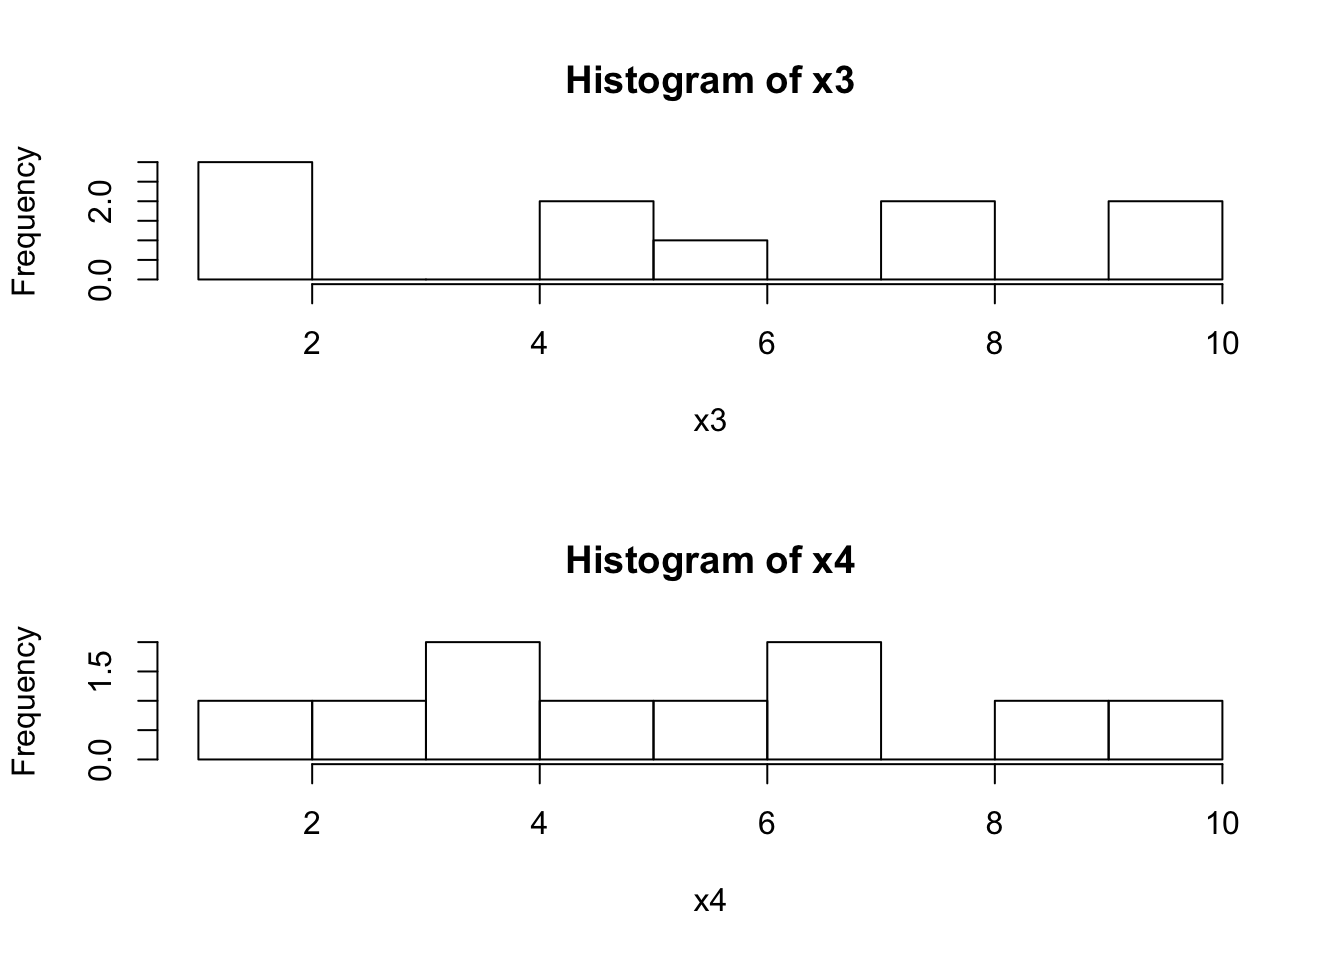 Histogram of x3
Frequency
0.0 2.0
2 4 6 8 10
x3
Histogram of x4
Frequency
0.0 1.5
2 4 6 8 10
x4